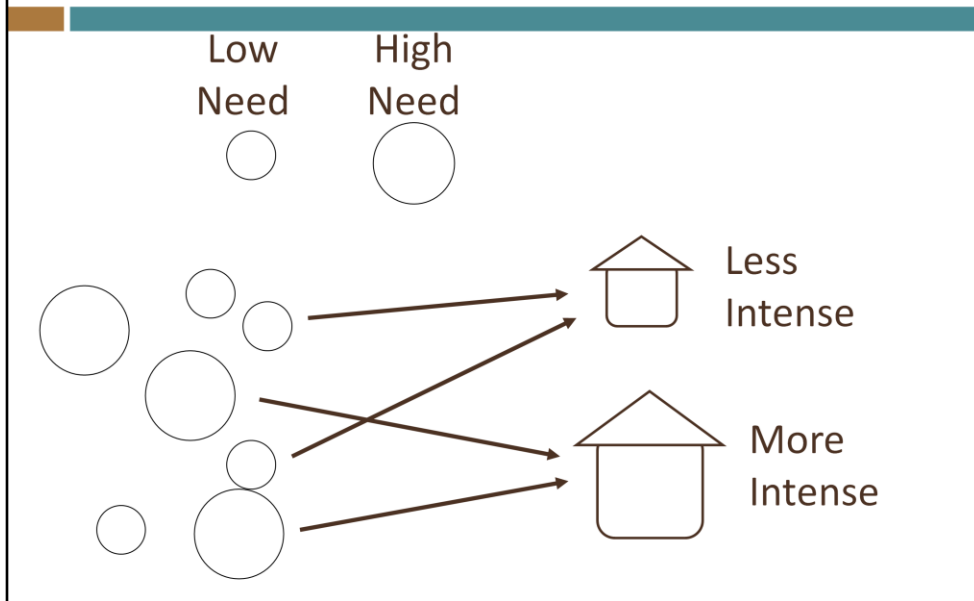 Low
Need
High
Need
Less
Intense
More
Intense